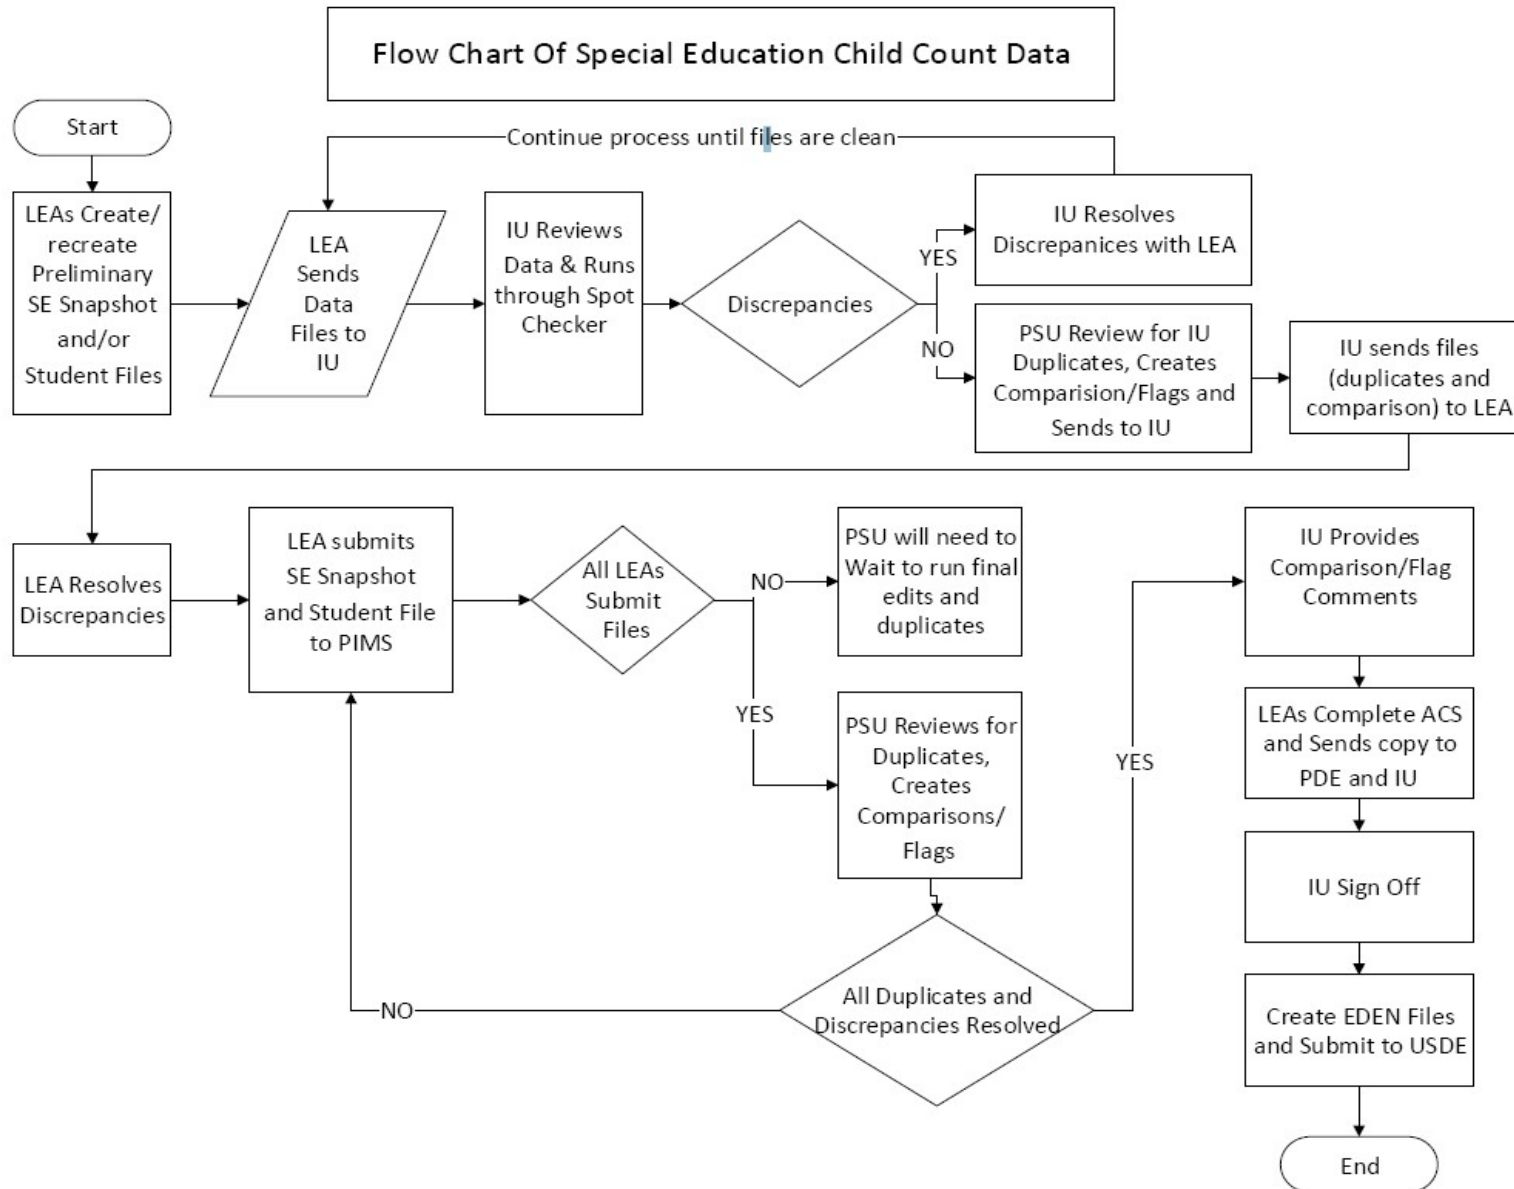 Flow Chart Of Special Education Child Count Data
Start
Continue process until files are clean
LEAs Create/
recreate
Preliminary
SE Snapshot
and/or
Student Files
LEA
Sends
Data
Files to
IU
IU Reviews
Data & Runs
through Spot
Checker
Discrepancies
YES
NO
IU Resolves
Discrepanices with LEA
PSU Review for IU
Duplicates, Creates
Comparision/Flags and
Sends to IU
IU sends files
(duplicates and
comparison) to LEA
LEA Resolves
Discrepancies
LEA submits
SE Snapshot
and Student File
to PIMS
All LEAs
Submit
Files
NO
YES
PSU will need to
Wait to run final
edits and
duplicates
PSU Reviews for
Duplicates,
Creates
Comparisons/
Flags
All Duplicates and
Discrepancies Resolved
NO
YES
IU Provides
Comparison/Flag
Comments
LEAs Complete ACS
and Sends copy to
PDE and IU
IU Sign Off
Create EDEN Files
and Submit to USDE
End